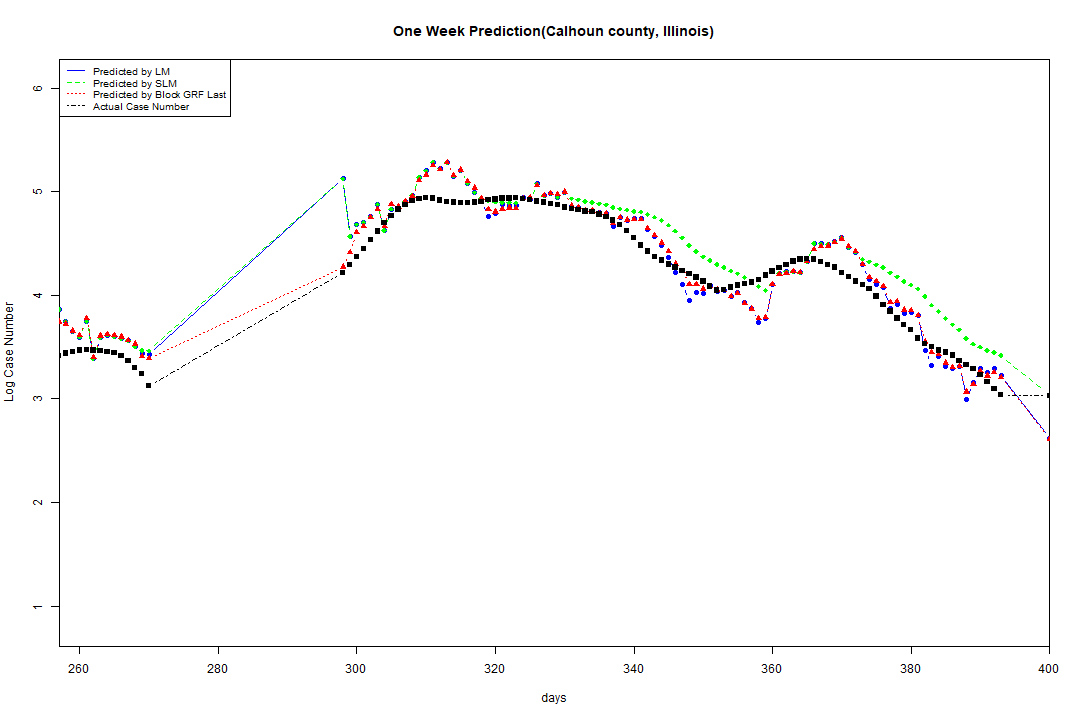 One Week Prediction(Calhoun county, Illinois)
Predicted by LM
Predicted by SLM
Predicted by Block GRF Last
Actual Case Number
6
5
4
3
2
1
Log Case Number
260 280 300 320 340 360 380 400
days